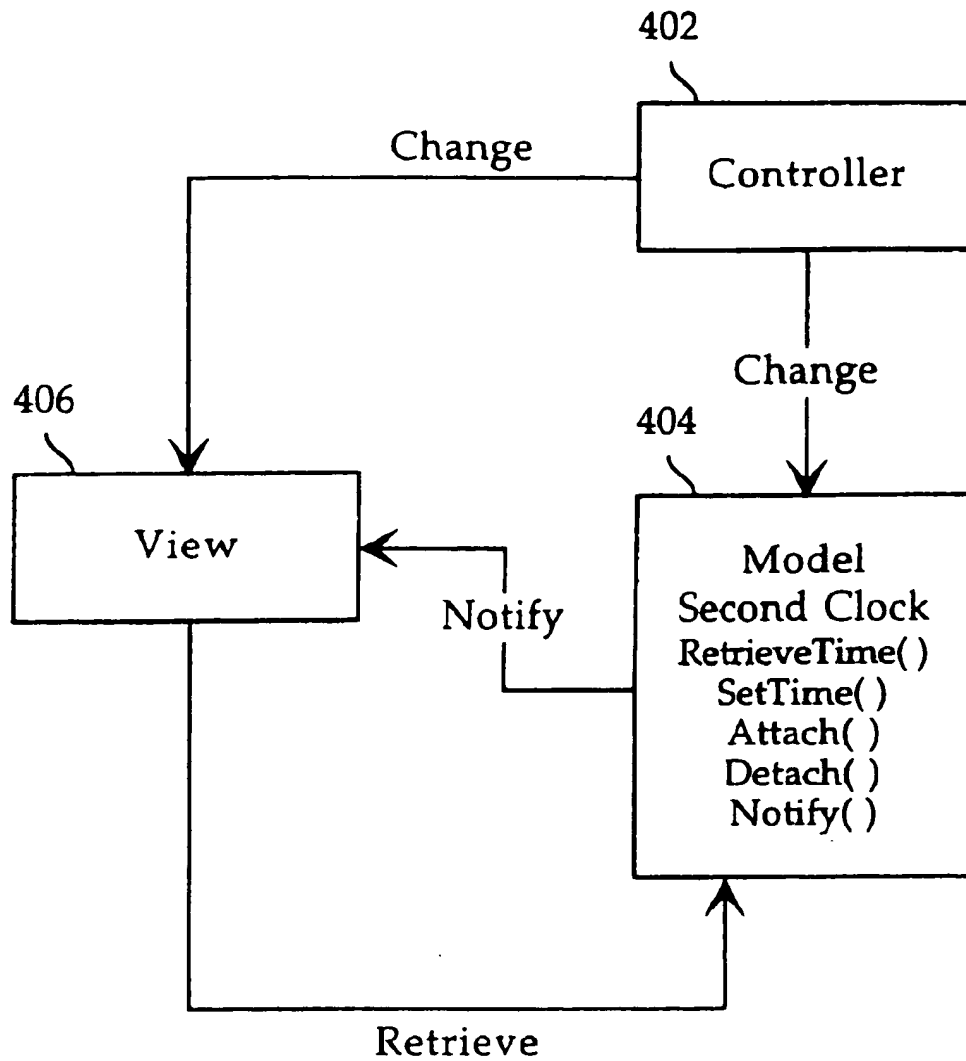 402
Change
Controller
Change
406
404
View
Notify
Model
Second Clock
RetrieveTime( )
SetTime( )
Attach( )
Detach( )
Notify( )
Retrieve